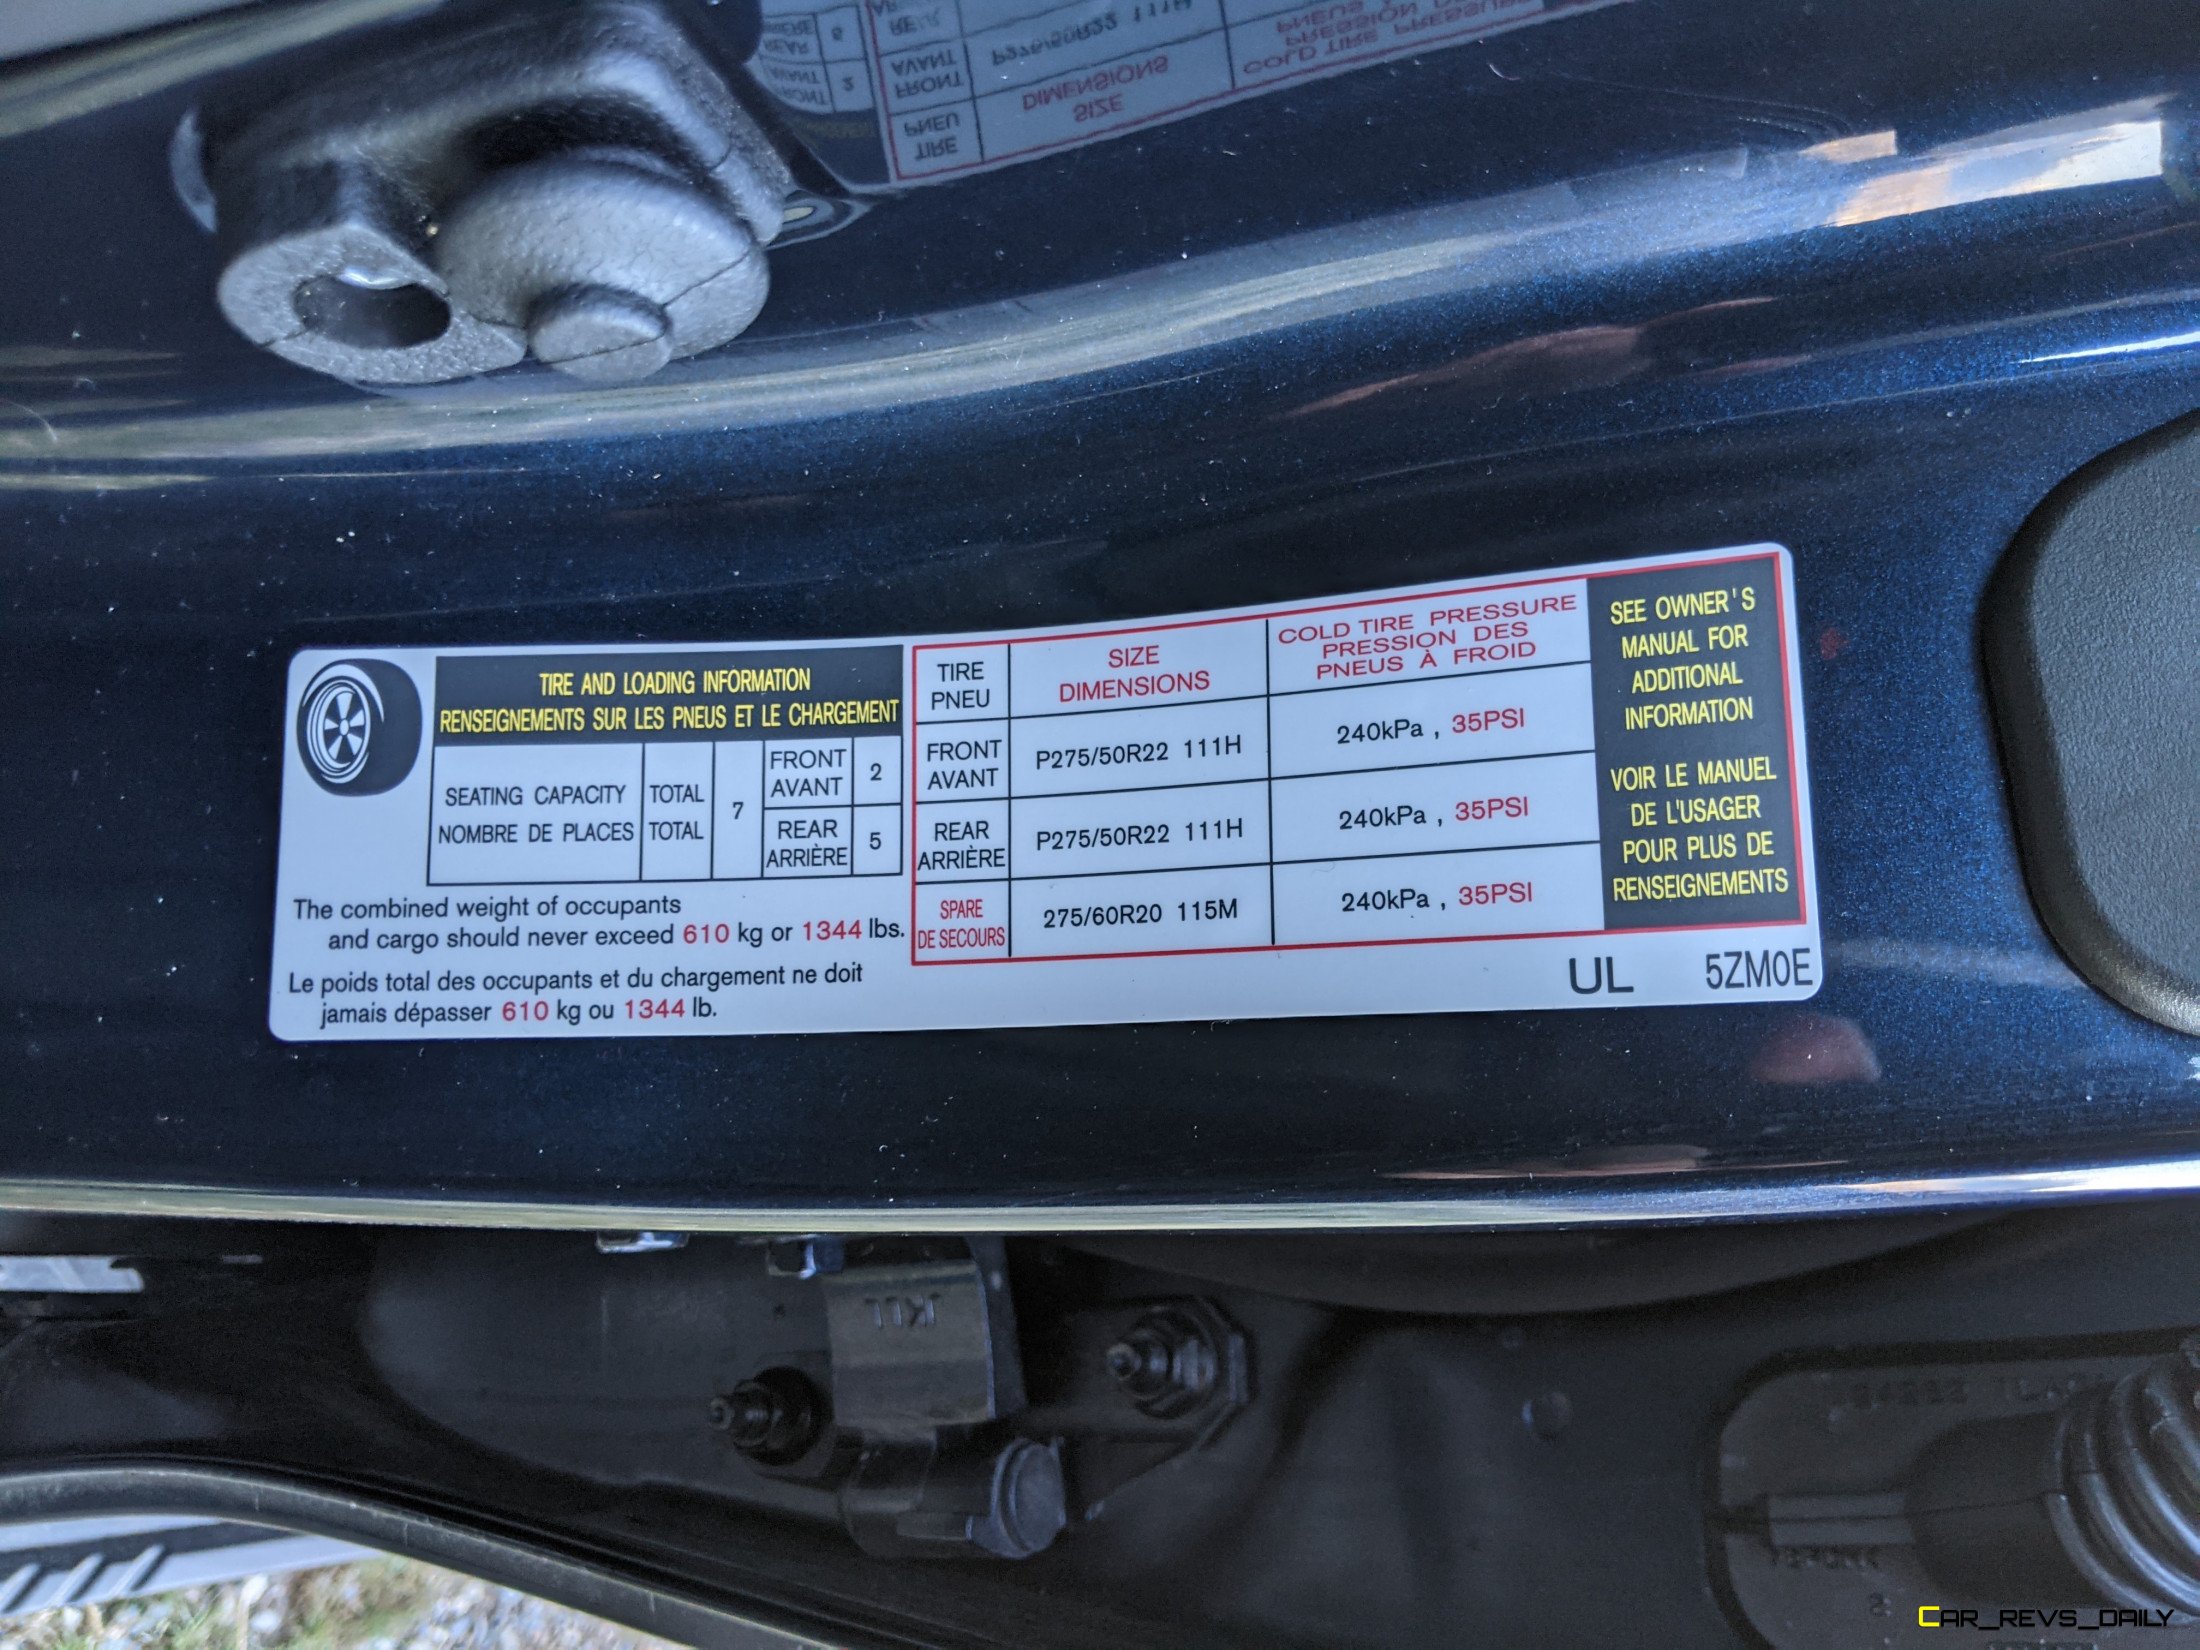 TIRE AND LOADING INFORMATION
RENSEIGNEMENTS SUR LES PNEUS ET LE CHARGEMENT
SEATING CAPACITY
NOMBRE DE PLACES
TOTAL
TOTAL
7
FRONT
AVANT
2
REAR
ARRIÈRE
5
The combined weight of occupants
and cargo should never exceed 610 kg or 1344 lbs.
Le poids total des occupants et du chargement ne doit
jamais dépasser 610 kg ou 1344 lb.
TIRE
PNEU
SIZE
DIMENSIONS
COLD TIRE PRESSURE
PRESSION DES
PNEUS À FROID
FRONT
AVANT
P275/50R22 111H
240kPa , 35PSI
REAR
ARRIÈRE
P275/50R22 111H
240kPa , 35PSI
SPARE
DE SECOURS
275/60R20 115M
240kPa , 35PSI
SEE OWNER'S
MANUAL FOR
ADDITIONAL
INFORMATION
VOIR LE MANUEL
DE L'USAGER
POUR PLUS DE
RENSEIGNEMENTS
UL 5ZM0E
CAR_REVS_DAILY